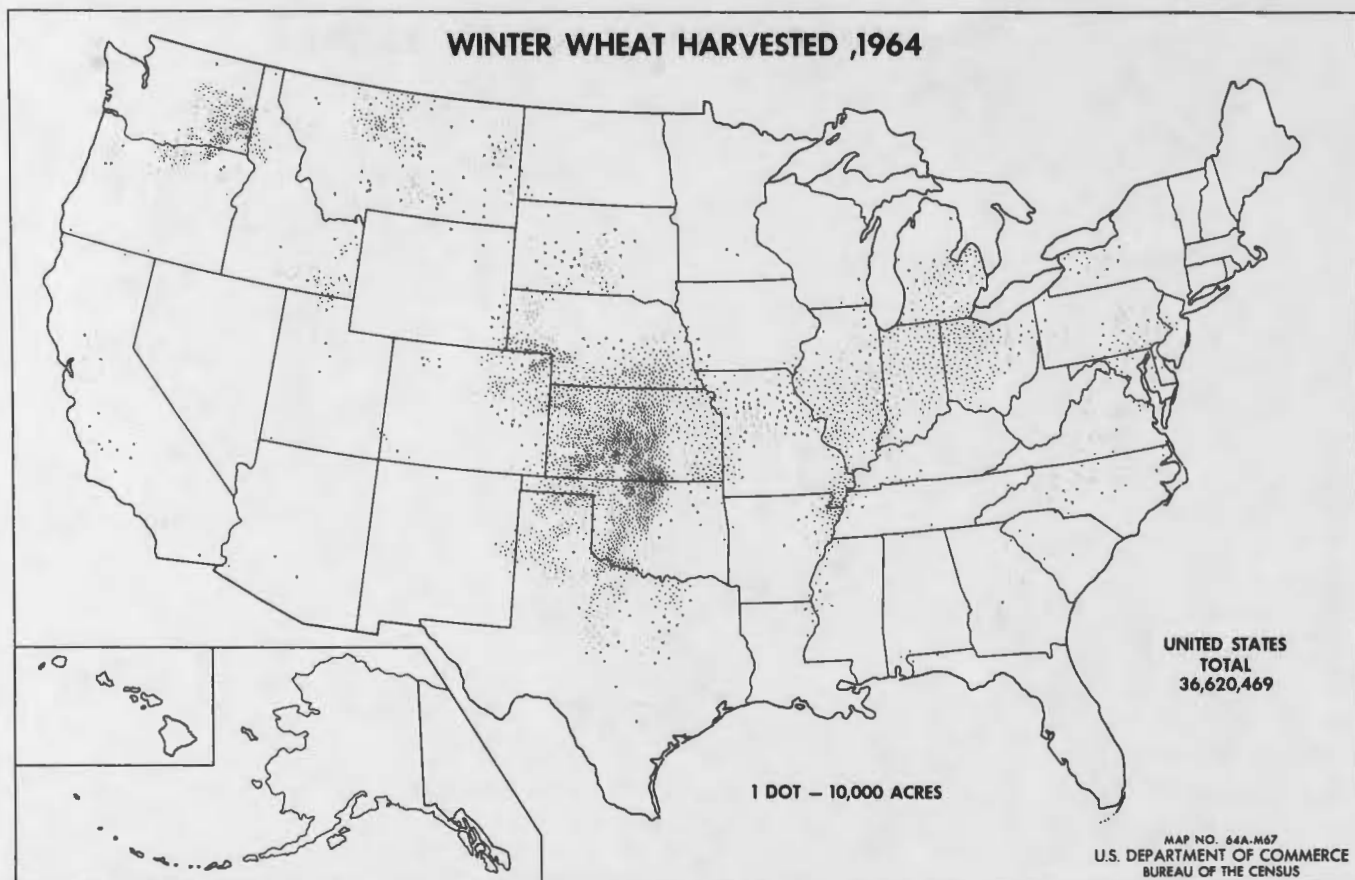 WINTER WHEAT HARVESTED ,1964
UNITED STATES
TOTAL
36,620,469
1 DOT — 10,000 ACRES
MAP NO. 64A-M67
U.S. DEPARTMENT OF COMMERCE
BUREAU OF THE CENSUS